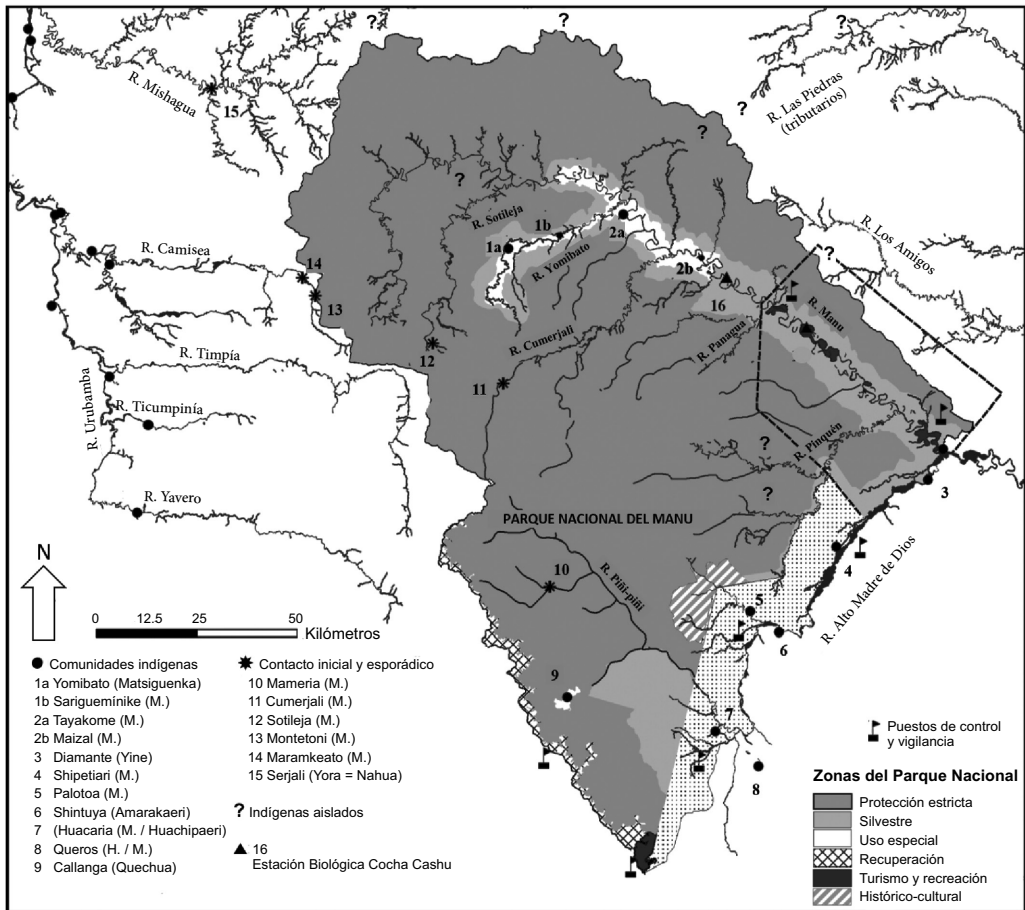 ?
?
?
R. Mishagua
15
R. Las Piedras
(tributarios)
?
?
?
R. Sotileja
R. Los Amigos
?
R. Camisea
14
13
1a
1b
R. Yomibato
2a
2b
16
R. Manu
R. Cumerjali
R. Panagua
12
11
R. Timpía
R. Urubamba
R. Ticumpinía
R. Yavero
?
R. Pinquén
?
3
PARQUE NACIONAL DEL MANU
4
10
R. Piñi-piñi
R. Alto Madre de Dios
5
6
9
7
8
N
0 12.5 25 50
Kilómetros
Comunidades indígenas
1a Yomibato (Matsiguenka)
1b Sarigueminike (M.)
2a Tayakome (M.)
2b Maizal (M.)
3 Diamante (Yine)
4 Shipetiari (M.)
5 Palotoa (M.)
6 Shintuya (Amarakaeri)
7 (Huacaria (M. / Huachipaeri)
8 Queros (H. / M.)
9 Callanga (Quechua)
Contacto inicial y esporádico
10 Mameria (M.)
11 Cumerjali (M.)
12 Sotileja (M.)
13 Montetoni (M.)
14 Maramkeato (M.)
15 Serjali (Yora = Nahua)
? Indígenas aislados
16
Estación Biológica Cocha Cashu
Puestos de control
y vigilancia
Zonas del Parque Nacional
Protección estricta
Silvestre
Uso especial
Recuperación
Turismo y recreación
Histórico-cultural